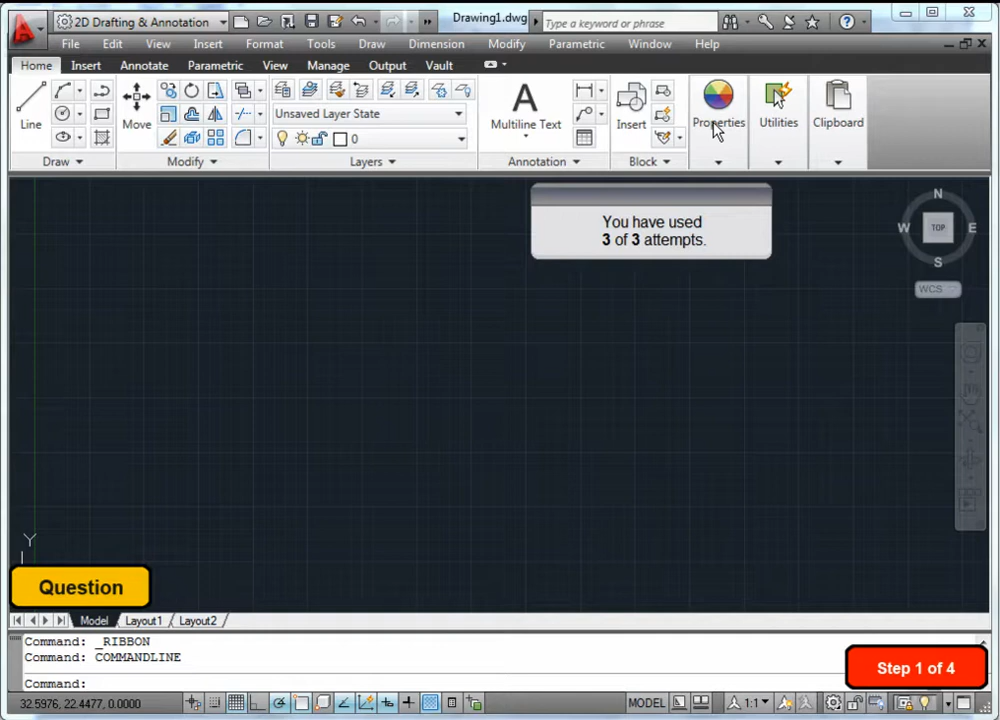 2D Drafting & Annotation
Drawing1.dwg
Type a keyword or phrase
File Edit View Insert Format Tools Draw Dimension Modify Parametric Window Help
Home Insert Annotate Parametric View Manage Output Vault
Line
Move
Unsaved Layer State
0
A
Multiline Text
Insert
Properties
Utilities
Clipboard
Draw
Modify
Layers
Annotation
Block
You have used
3 of 3 attempts.
N
W TOP E
S
WCS
Y
Question
Model Layout1 Layout2
Command: _RIBBON
Command: COMMANDLINE
Command:
Step 1 of 4
32.5976, 22.4477, 0.0000
MODEL
1:1